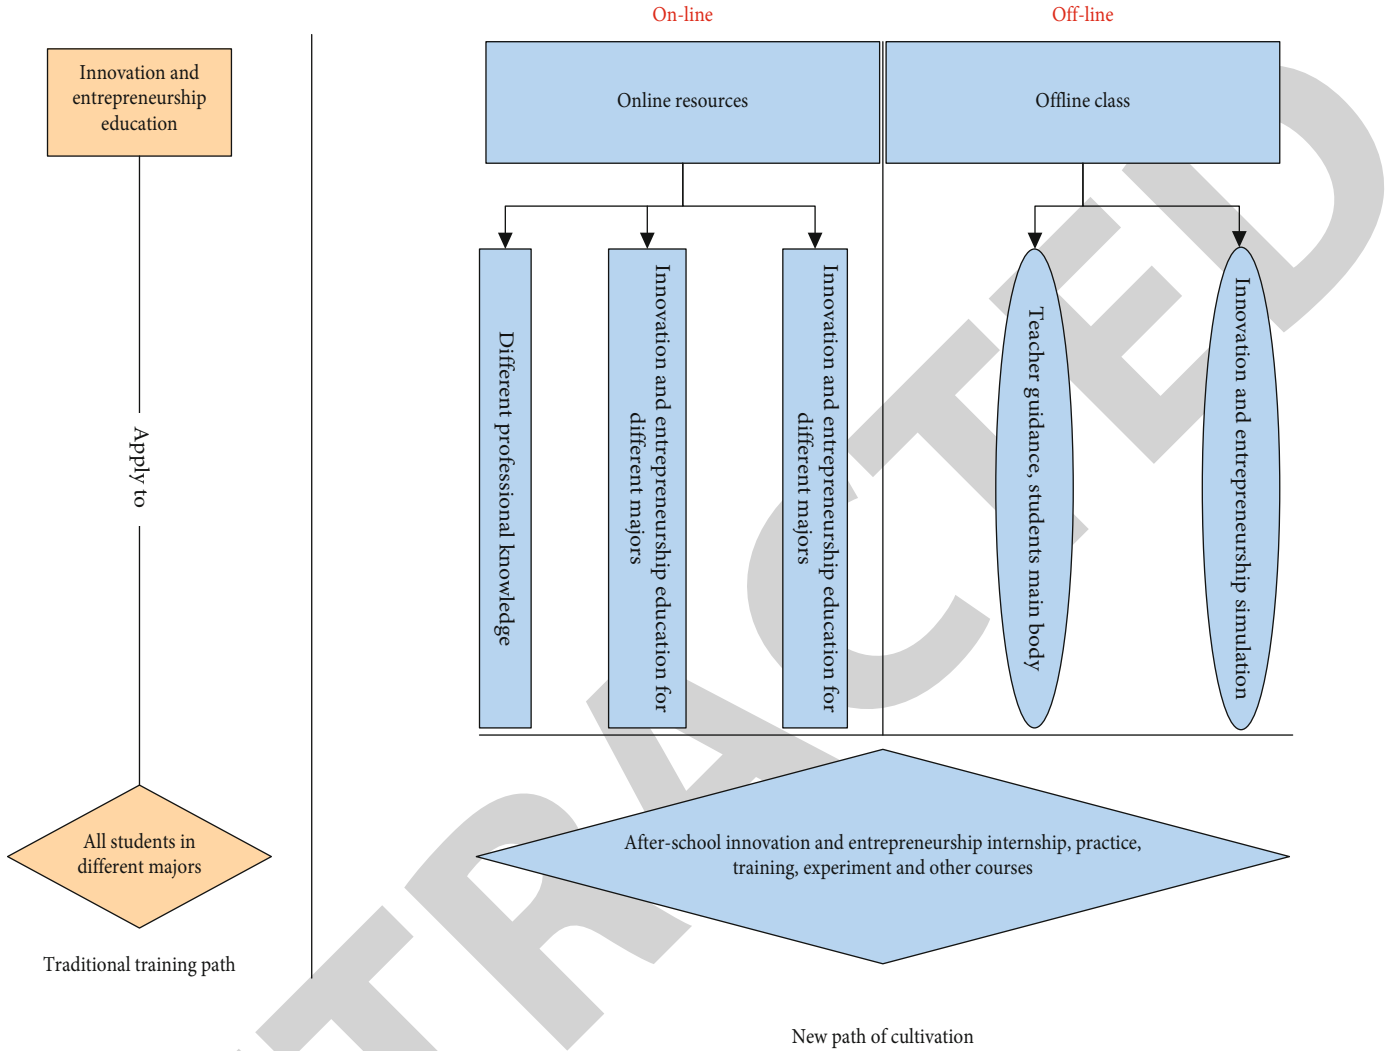 On-line
Off-line
Innovation and
entrepreneurship
education
Online resources
Offline class
Apply to
Different professional knowledge
Innovation and entrepreneurship education for
different majors
Innovation and entrepreneurship education for
different majors
Teacher guidance, students main body
Innovation and entrepreneurship simulation
All students in
different majors
After-school innovation and entrepreneurship internship, practice,
training, experiment and other courses
Traditional training path
New path of cultivation
TRACTED